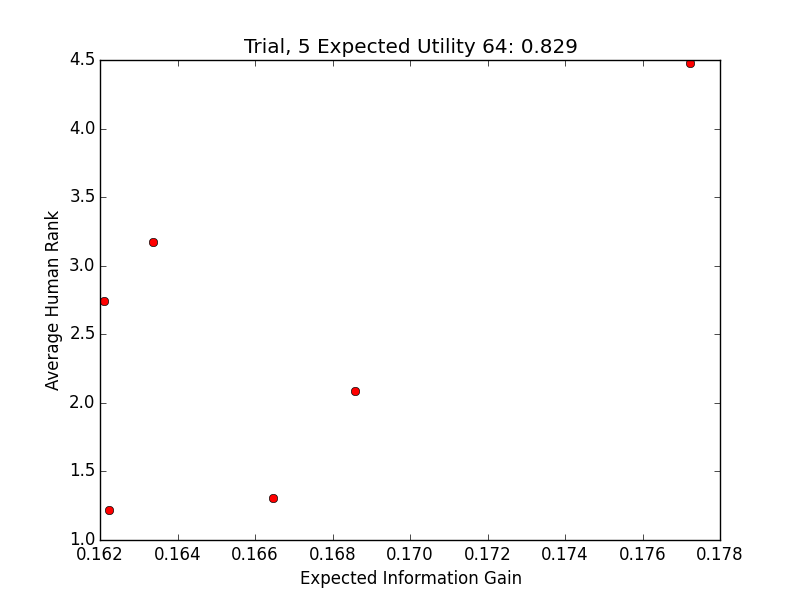 Trial, 5 Expected Utility 64: 0.829
4.5
4.0
3.5
3.0
2.5
2.0
1.5
1.0
Average Human Rank
0.162 0.164 0.166 0.168 0.170 0.172 0.174 0.176 0.178
Expected Information Gain